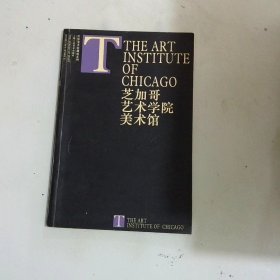 T
THE ART
INSTITUTE
OF
CHICAGO
芝加哥
艺术学院
美术馆
T
THE ART
INSTITUTE OF CHICAGO